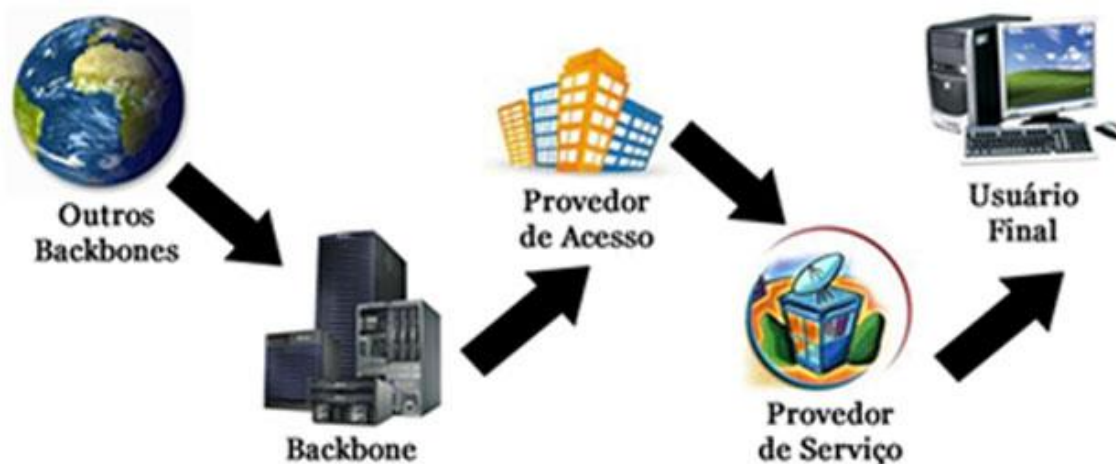 Outros
Backbones
Backbone
Provedor
de Acesso
Provedor
de Serviço
Usuário
Final